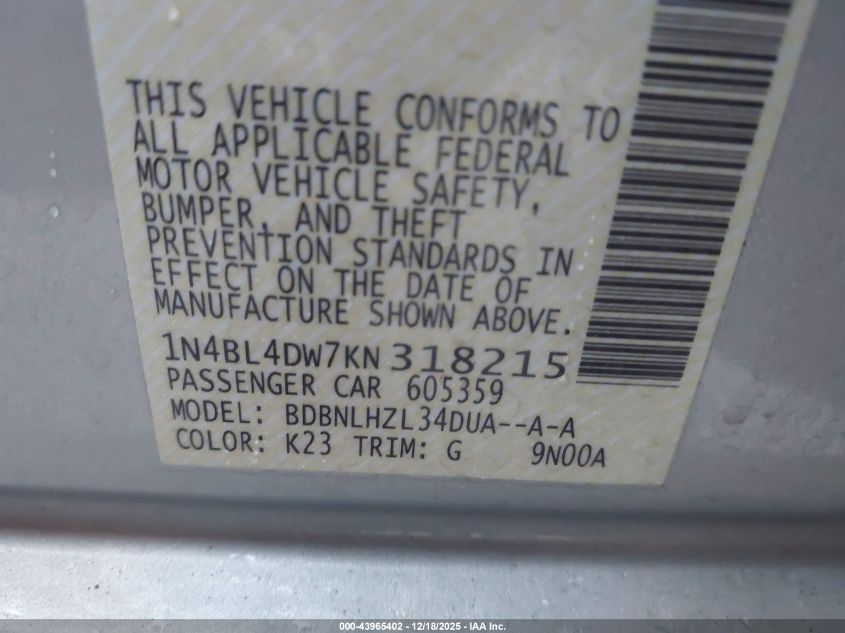 THIS VEHICLE CONFORMS TO
ALL APPLICABLE FEDERAL
MOTOR VEHICLE SAFETY,
BUMPER, AND THEFT
PREVENTION STANDARDS IN
EFFECT ON THE DATE OF
MANUFACTURE SHOWN ABOVE.
1N4BL4DW7KN318215
PASSENGER CAR 605359
MODEL: BDBNLHZL34DUA--A-A
COLOR: K23 TRIM: G 9N00A
000-43965402 - 12/18/2025 - IAA Inc.